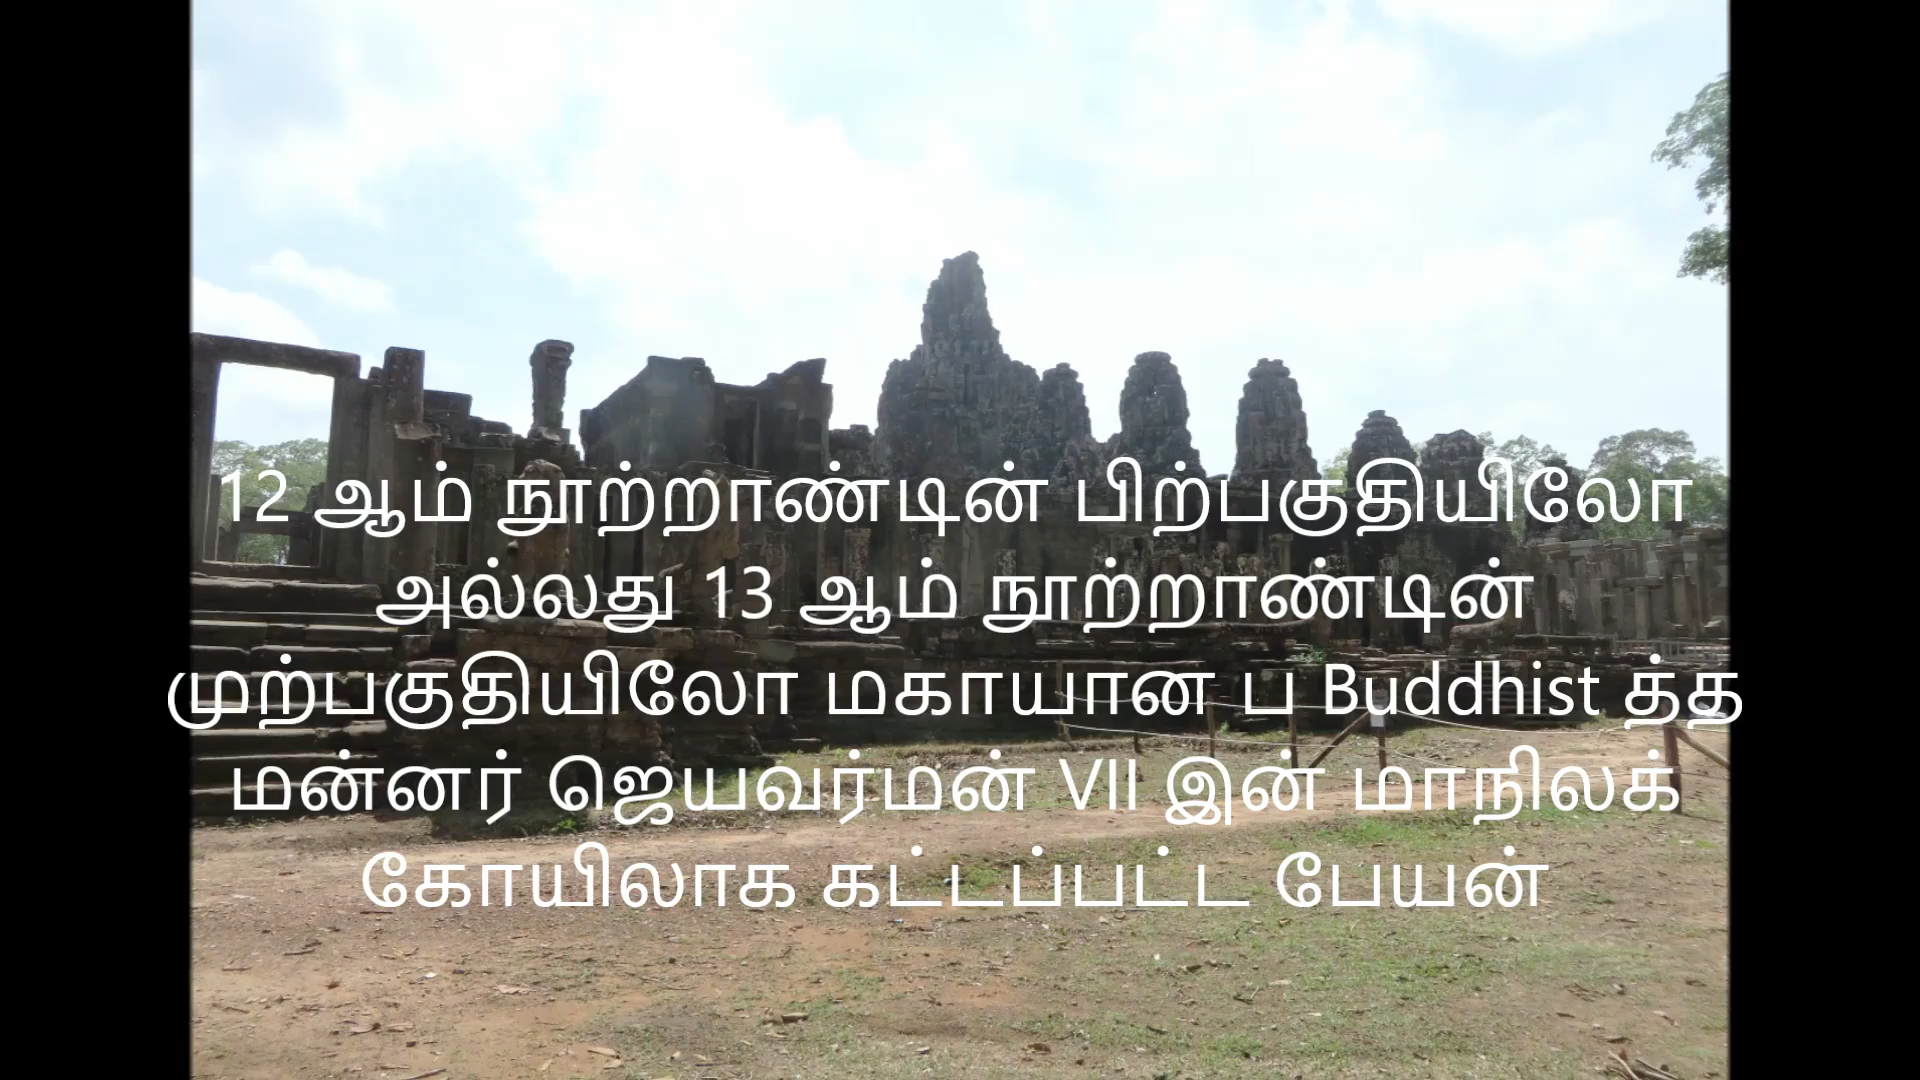 12 ஆம் நூற்றாண்டின் பிற்பகுதியிலோ
அல்லது 13 ஆம் நூற்றாண்டின்
முற்பகுதியிலோ மகாயான ப Buddhist த்த
மன்னர் ஜெயவர்மன் VII இன் மாநிலக்
கோயிலாக கட்டப்பட்ட பேயன்